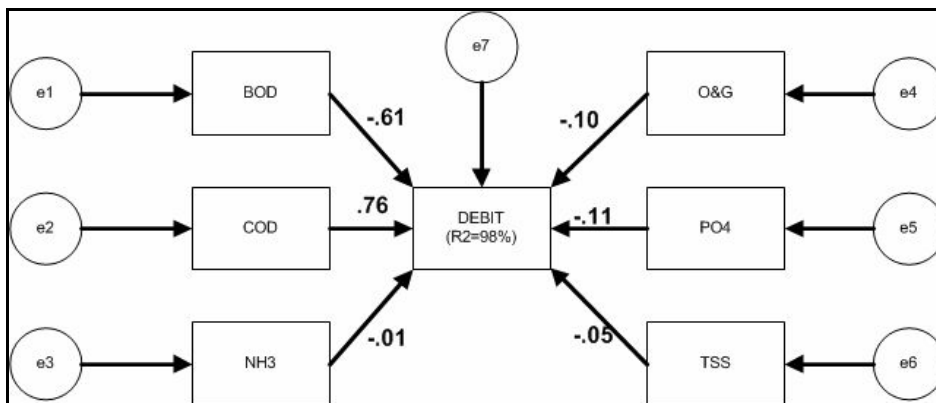 e7
e1
BOD
O&G
e4
-.61
-.10
e2
COD
.76
DEBIT
(R2=98%)
-.11
PO4
e5
e3
NH3
-.01
-.05
TSS
e6